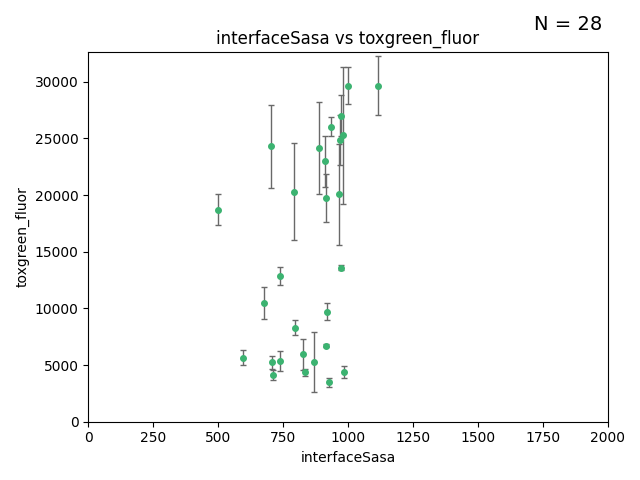 N = 28
interfaceSasa vs toxgreen_fluor
30000
25000
20000
15000
10000
5000
0
toxgreen_fluor
0 250 500 750 1000 1250 1500 1750 2000
interfaceSasa